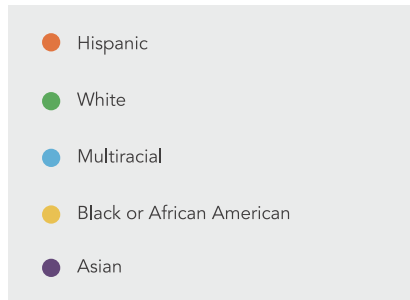 Hispanic
White
Multiracial
Black or African American
Asian